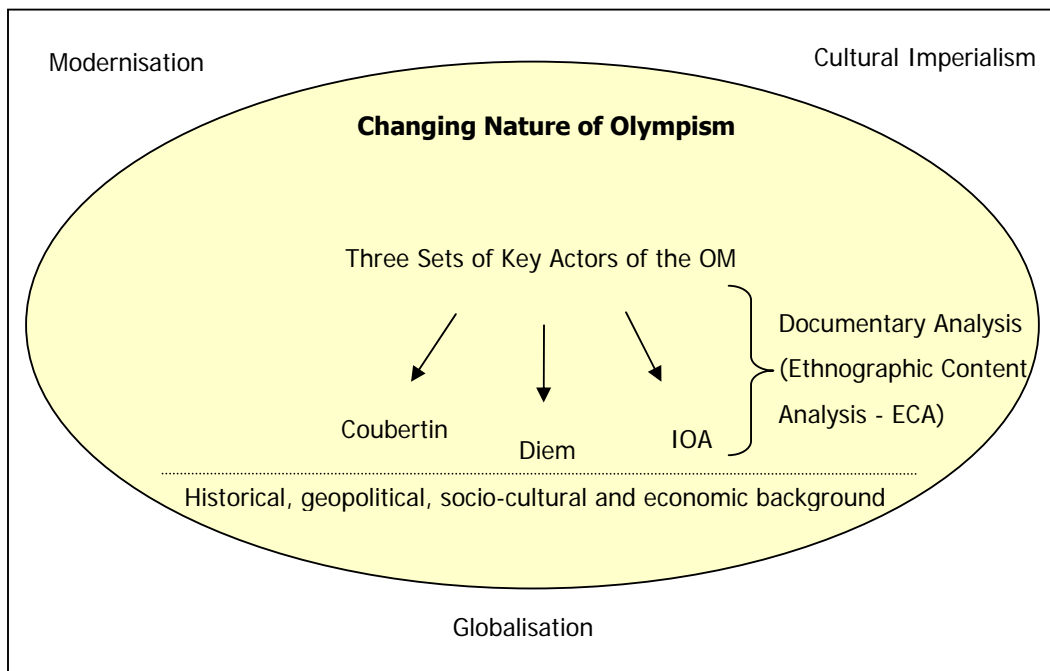 Modernisation
Cultural Imperialism
Changing Nature of Olympism
Three Sets of Key Actors of the OM
Documentary Analysis
(Ethnographic Content
Analysis - ECA)
Coubertin
Diem
IOA
Historical, geopolitical, socio-cultural and economic background
Globalisation